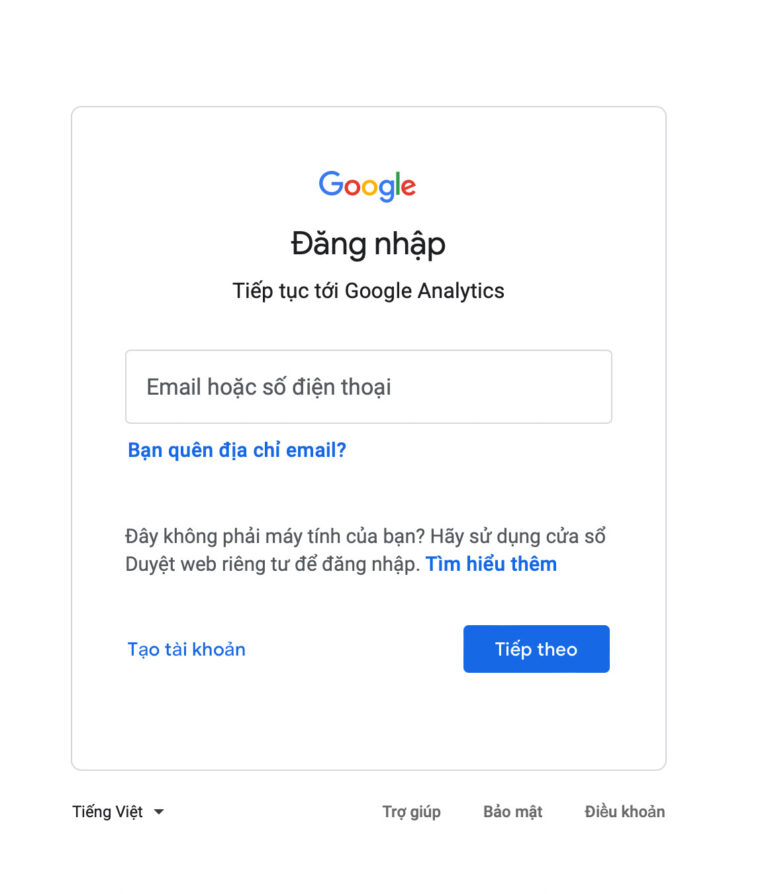 Google
Đăng nhập
Tiếp tục tới Google Analytics
Email hoặc số điện thoại
Bạn quên địa chỉ email?
Đây không phải máy tính của bạn? Hãy sử dụng cửa sổ
Duyệt web riêng tư để đăng nhập. Tìm hiểu thêm
Tạo tài khoản
Tiếp theo
Tiếng Việt
Trợ giúp
Bảo mật
Điều khoản